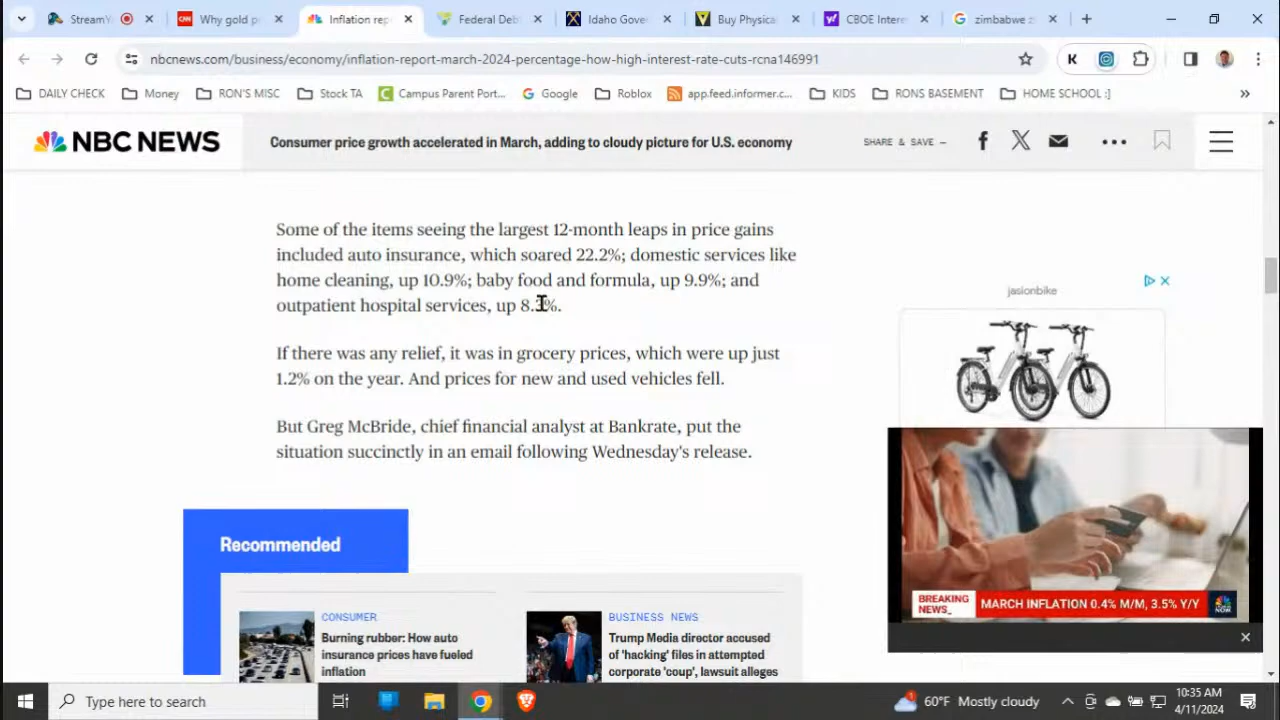 StreamY
Why gold p
Inflation rep
Federal Deb
Idaho Gove
Buy Physica
CBOE Intere
zimbabwe z
nbcnews.com/business/economy/inflation-report-march-2024-percentage-how-high-interest-rate-cuts-rcna146991
DAILY CHECK
Money
RON'S MISC
Stock TA
Campus Parent Port...
Google
Roblox
app.feed.informer.c...
KIDS
RONS BASEMENT
HOME SCHOOL :]
NBC NEWS
Consumer price growth accelerated in March, adding to cloudy picture for U.S. economy
SHARE & SAVE —
Some of the items seeing the largest 12-month leaps in price gains
included auto insurance, which soared 22.2%; domestic services like
home cleaning, up 10.9%; baby food and formula, up 9.9%; and
outpatient hospital services, up
If there was any relief, it was in grocery prices, which were up just
1.2% on the year. And prices for new and used vehicles fell.
But Greg McBride, chief financial analyst at Bankrate, put the
situation succinctly in an email following Wednesday's release.
jasionbike
BREAKING
NEWS_
MARCH INFLATION 0.4% M/M, 3.5% Y/Y
NOW
Recommended
CONSUMER
Burning rubber: How auto
insurance prices have fueled
inflation
BUSINESS NEWS
Trump Media director accused
of 'hacking' files in attempted
corporate 'coup', lawsuit alleges
Type here to search
60°F Mostly cloudy
10:35 AM
4/11/2024